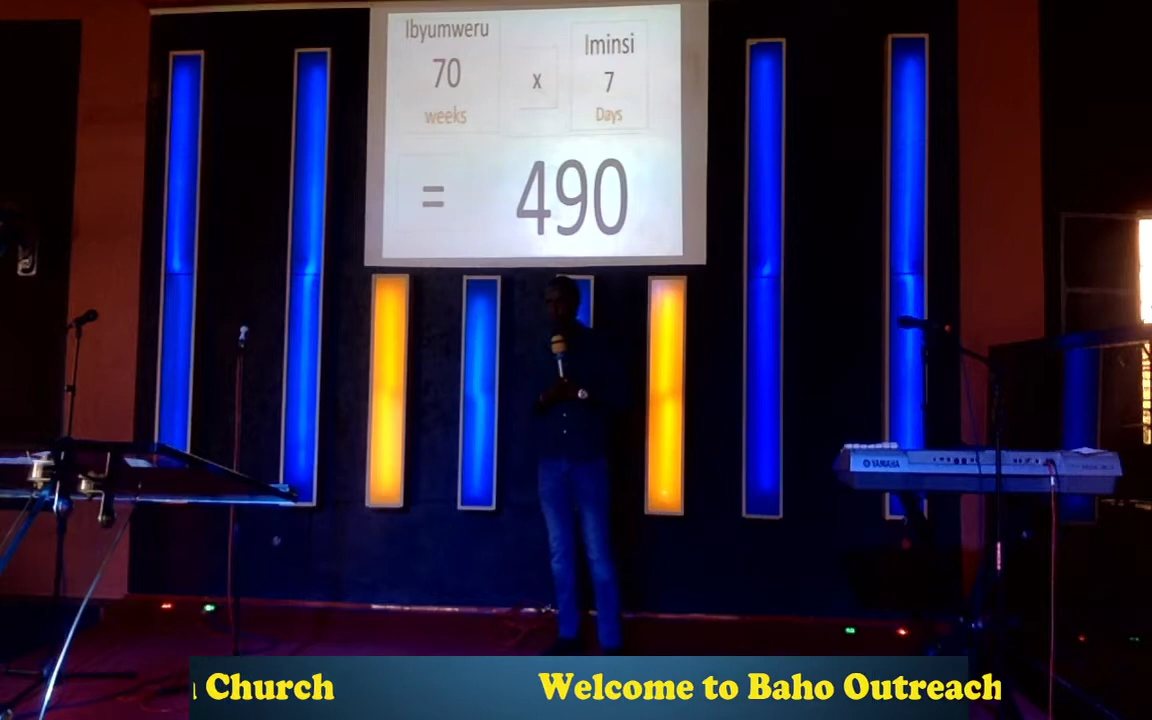 Ibyumweru Iminsi
70 x 7
weeks Days
= 490
YAMAHA
Church Welcome to Baho Outreach